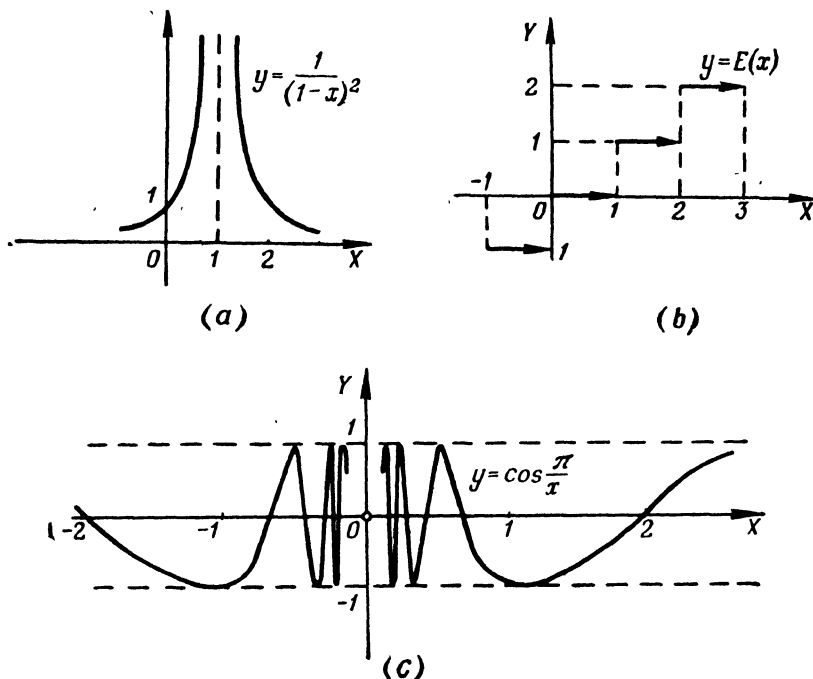 y = 1/(1-x)²
1
0 1 2 X
(a)
Y
y=E(x)
2
1
-1
0 1 2 3 X
1
(b)
Y
1
y=cos π/x
-2 -1 0 1 2 X
-1
(c)